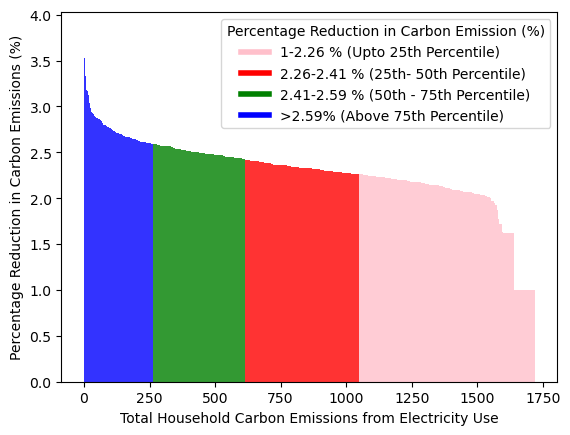 Percentage Reduction in Carbon Emission (%)
1-2.26 % (Upto 25th Percentile)
2.26-2.41 % (25th- 50th Percentile)
2.41-2.59 % (50th - 75th Percentile)
>2.59% (Above 75th Percentile)
Percentage Reduction in Carbon Emissions (%)
4.0
3.5
3.0
2.5
2.0
1.5
1.0
0.5
0.0
0 250 500 750 1000 1250 1500 1750
Total Household Carbon Emissions from Electricity Use